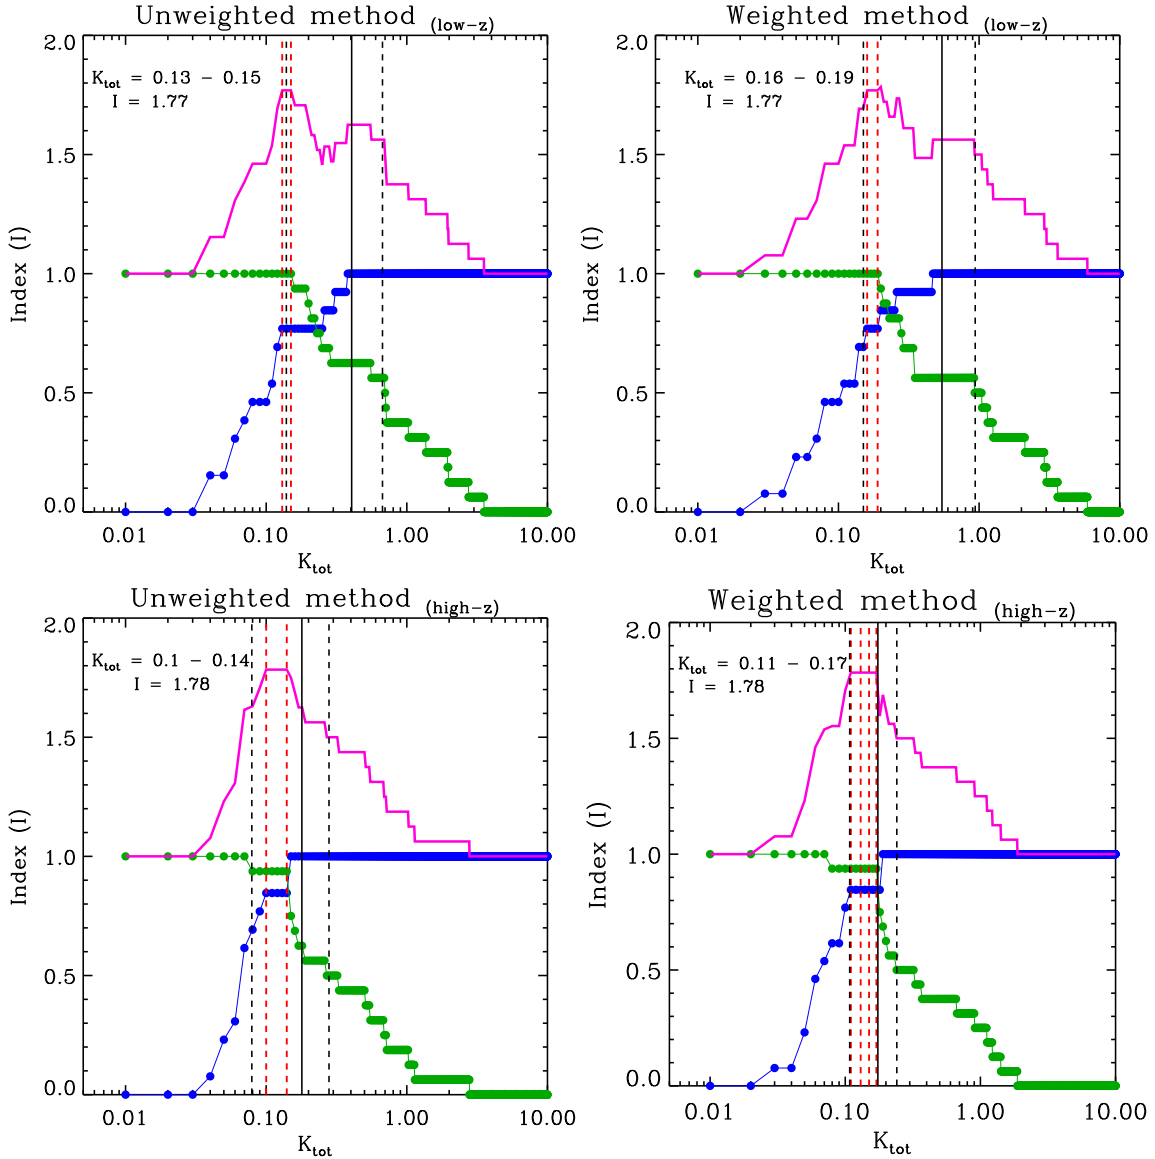 Unweighted method (low-z)
K_tot = 0.13 - 0.15
I = 1.77
2.0
1.5
1.0
0.5
0.0
Index (I)
0.01 0.10 1.00 10.00
K_tot
Weighted method (low-z)
K_tot = 0.16 - 0.19
I = 1.77
2.0
1.5
1.0
0.5
0.0
Index (I)
0.01 0.10 1.00 10.00
K_tot
Unweighted method (high-z)
K_tot = 0.1 - 0.14
I = 1.78
2.0
1.5
1.0
0.5
0.0
Index (I)
0.01 0.10 1.00 10.00
K_tot
Weighted method (high-z)
K_tot = 0.11 - 0.17
I = 1.78
2.0
1.5
1.0
0.5
0.0
Index (I)
0.01 0.10 1.00 10.00
K_tot